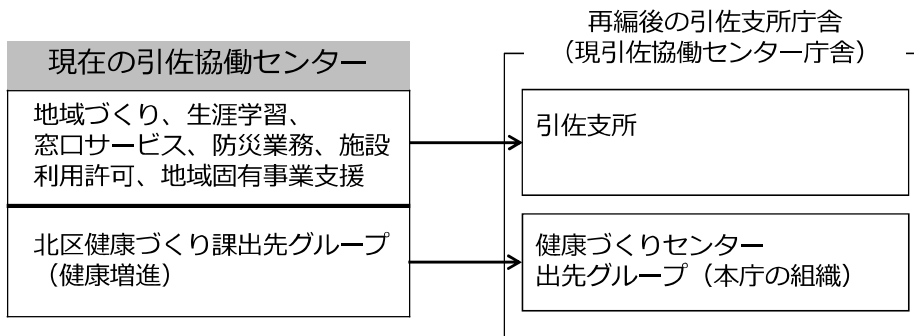 再編後の引佐支所庁舎
（現引佐協働センター庁舎）
現在の引佐協働センター
地域づくり、生涯学習、
窓口サービス、防災業務、施設
利用許可、地域固有事業支援
引佐支所
北区健康づくり課出先グループ
（健康増進）
健康づくりセンター
出先グループ（本庁の組織）